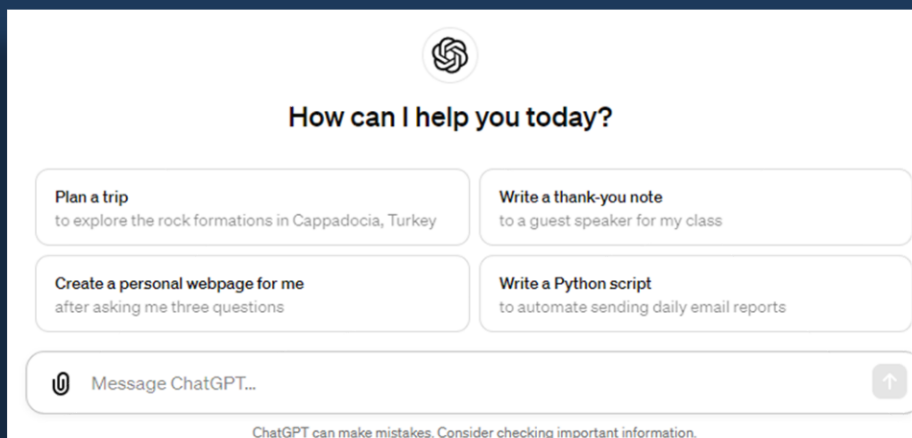 How can I help you today?
Plan a trip
to explore the rock formations in Cappadocia, Turkey
Write a thank-you note
to a guest speaker for my class
Create a personal webpage for me
after asking me three questions
Write a Python script
to automate sending daily email reports
Message ChatGPT...
ChatGPT can make mistakes. Consider checking important information.